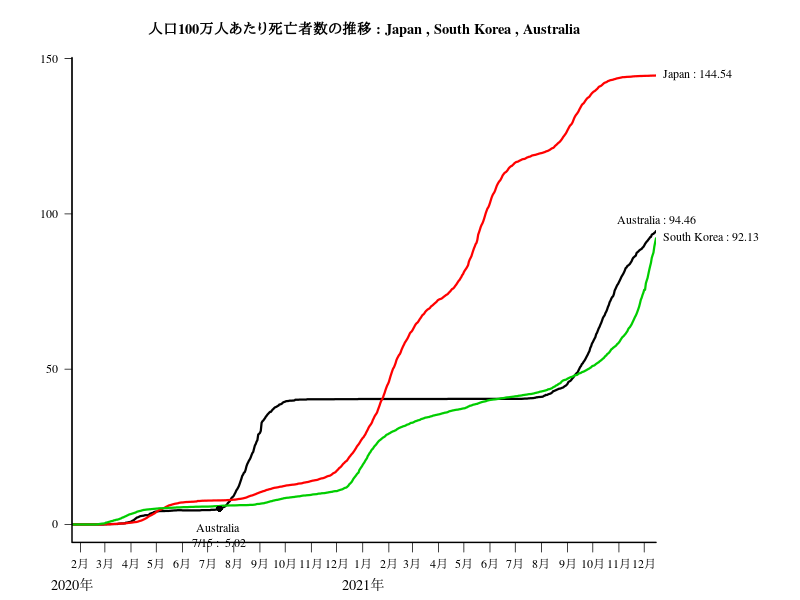 人口100万人あたり死亡者数の推移 : Japan , South Korea , Australia
150
Japan : 144.54
100
Australia : 94.46
South Korea : 92.13
50
0
Australia
7/15 : 5.02
2月 3月 4月 5月 6月 7月 8月 9月 10月 11月 12月 1月 2月 3月 4月 5月 6月 7月 8月 9月 10月 11月 12月
2020年 2021年